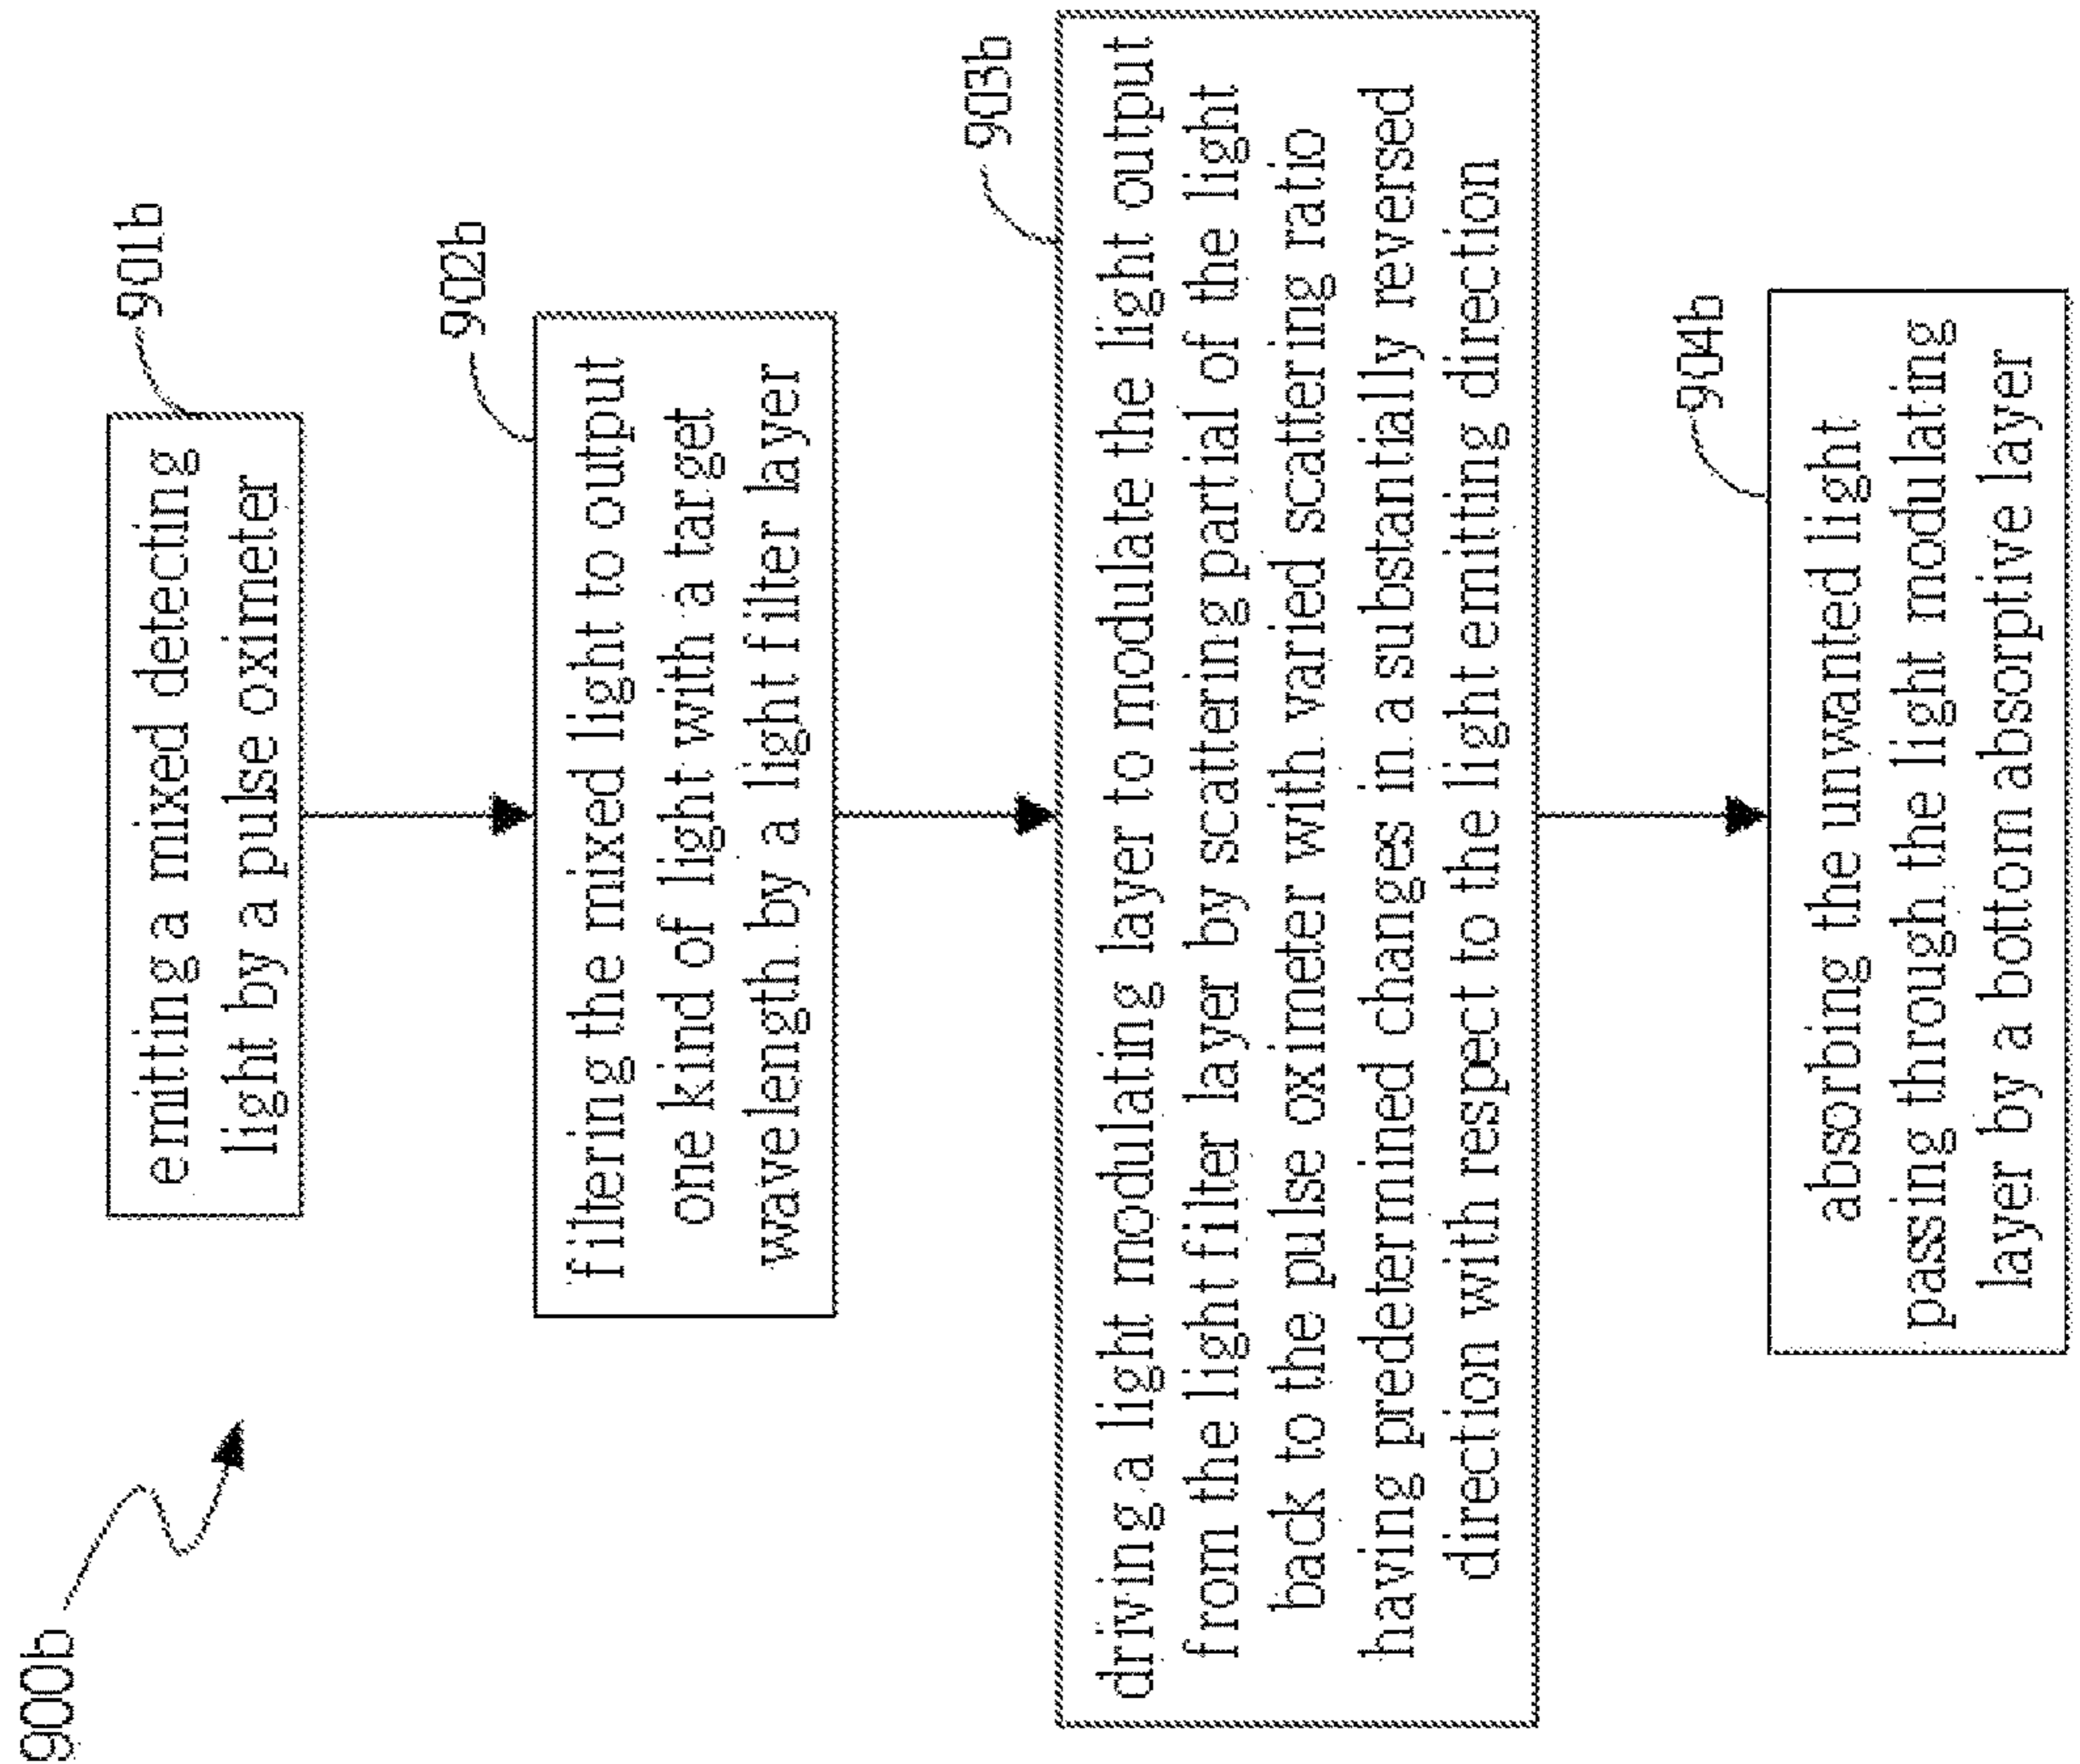 900b
901b
emitting a mixed detecting
light by a pulse oximeter
902b
filtering the mixed light to output
one kind of light with a target
wavelength by a light filter layer
903b
driving a light modulating layer to modulate the light output
from the light filter layer by scattering partial of the light
back to the pulse oximeter with varied scattering ratio
having predetermined changes in a substantially reversed
direction with respect to the light emitting direction
904b
absorbing the unwanted light
passing through the light modulating
layer by a bottom absorptive layer